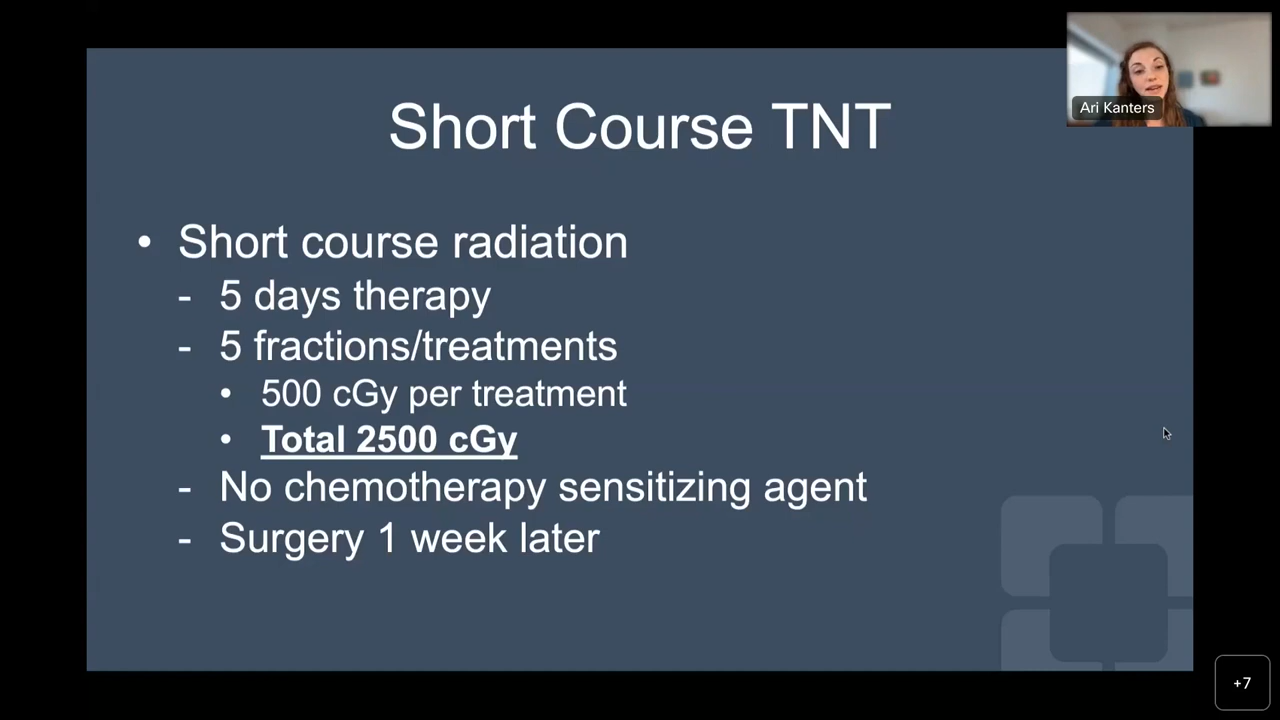 Short Course TNT
Ari Kanters
• Short course radiation
- 5 days therapy
- 5 fractions/treatments
• 500 cGy per treatment
• Total 2500 cGy
- No chemotherapy sensitizing agent
- Surgery 1 week later
+7